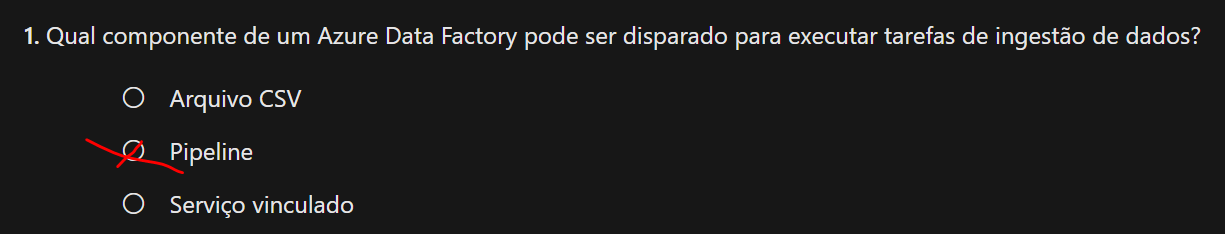 1. Qual componente de um Azure Data Factory pode ser disparado para executar tarefas de ingestão de dados?
Arquivo CSV
Pipeline
Serviço vinculado